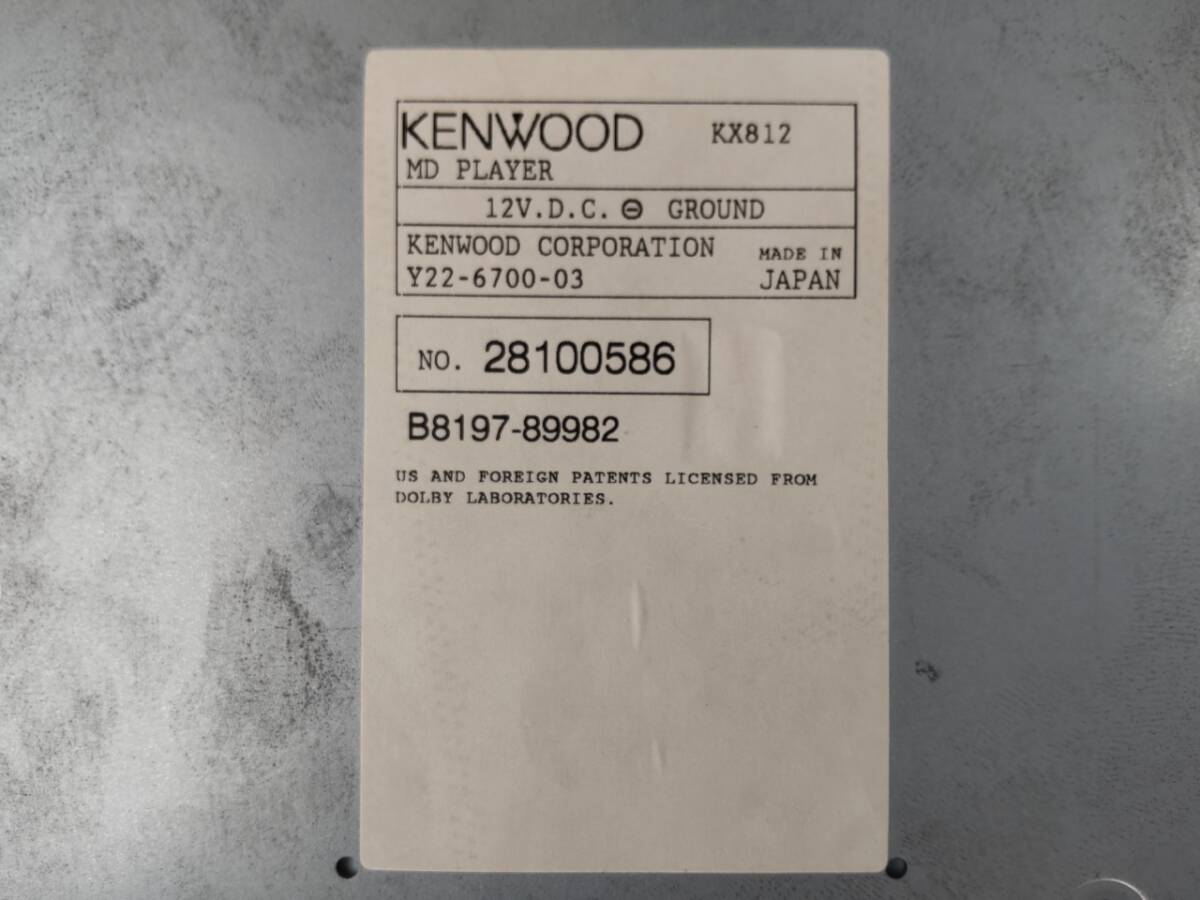 KENWOOD KX812
MD PLAYER
12V.D.C. ⊖ GROUND
KENWOOD CORPORATION MADE IN
Y22-6700-03 JAPAN
NO. 28100586
B8197-89982
US AND FOREIGN PATENTS LICENSED FROM
DOLBY LABORATORIES.